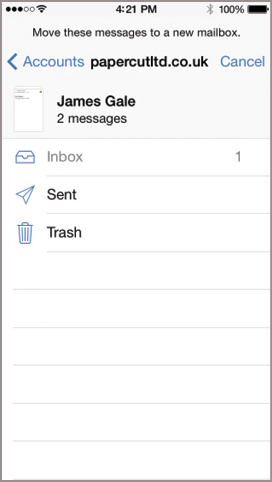 4:21 PM 100%
Move these messages to a new mailbox.
Accounts papercutltd.co.uk Cancel
James Gale
2 messages
Inbox 1
Sent
Trash